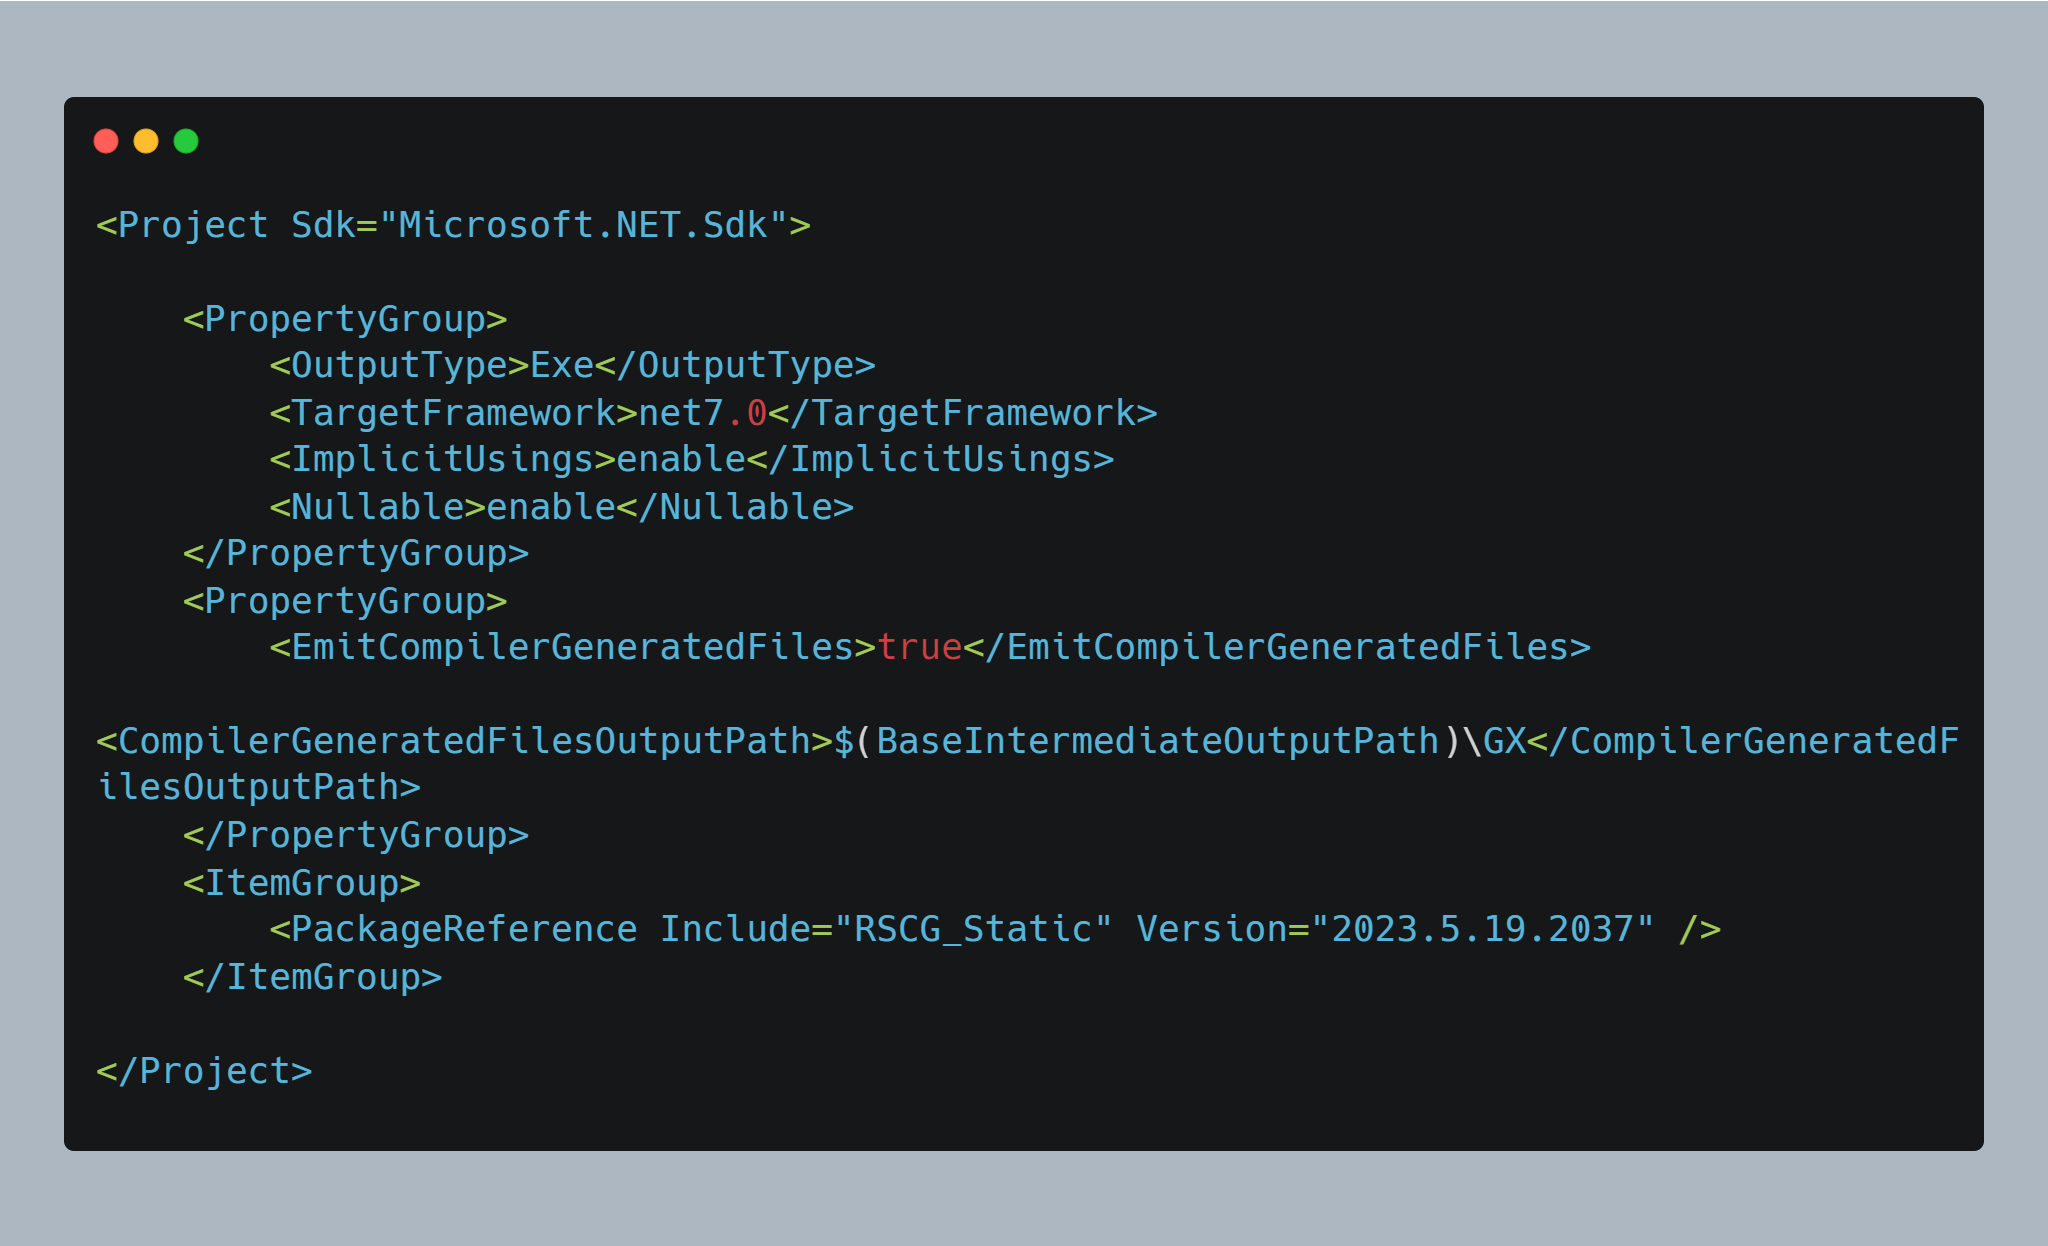 <Project Sdk="Microsoft.NET.Sdk">

    <PropertyGroup>
        <OutputType>Exe</OutputType>
        <TargetFramework>net7.0</TargetFramework>
        <ImplicitUsings>enable</ImplicitUsings>
        <Nullable>enable</Nullable>
    </PropertyGroup>
    <PropertyGroup>
        <EmitCompilerGeneratedFiles>true</EmitCompilerGeneratedFiles>

<CompilerGeneratedFilesOutputPath>$(BaseIntermediateOutputPath)\GX</CompilerGeneratedF
ilesOutputPath>
    </PropertyGroup>
    <ItemGroup>
        <PackageReference Include="RSCG_Static" Version="2023.5.19.2037" />
    </ItemGroup>

</Project>